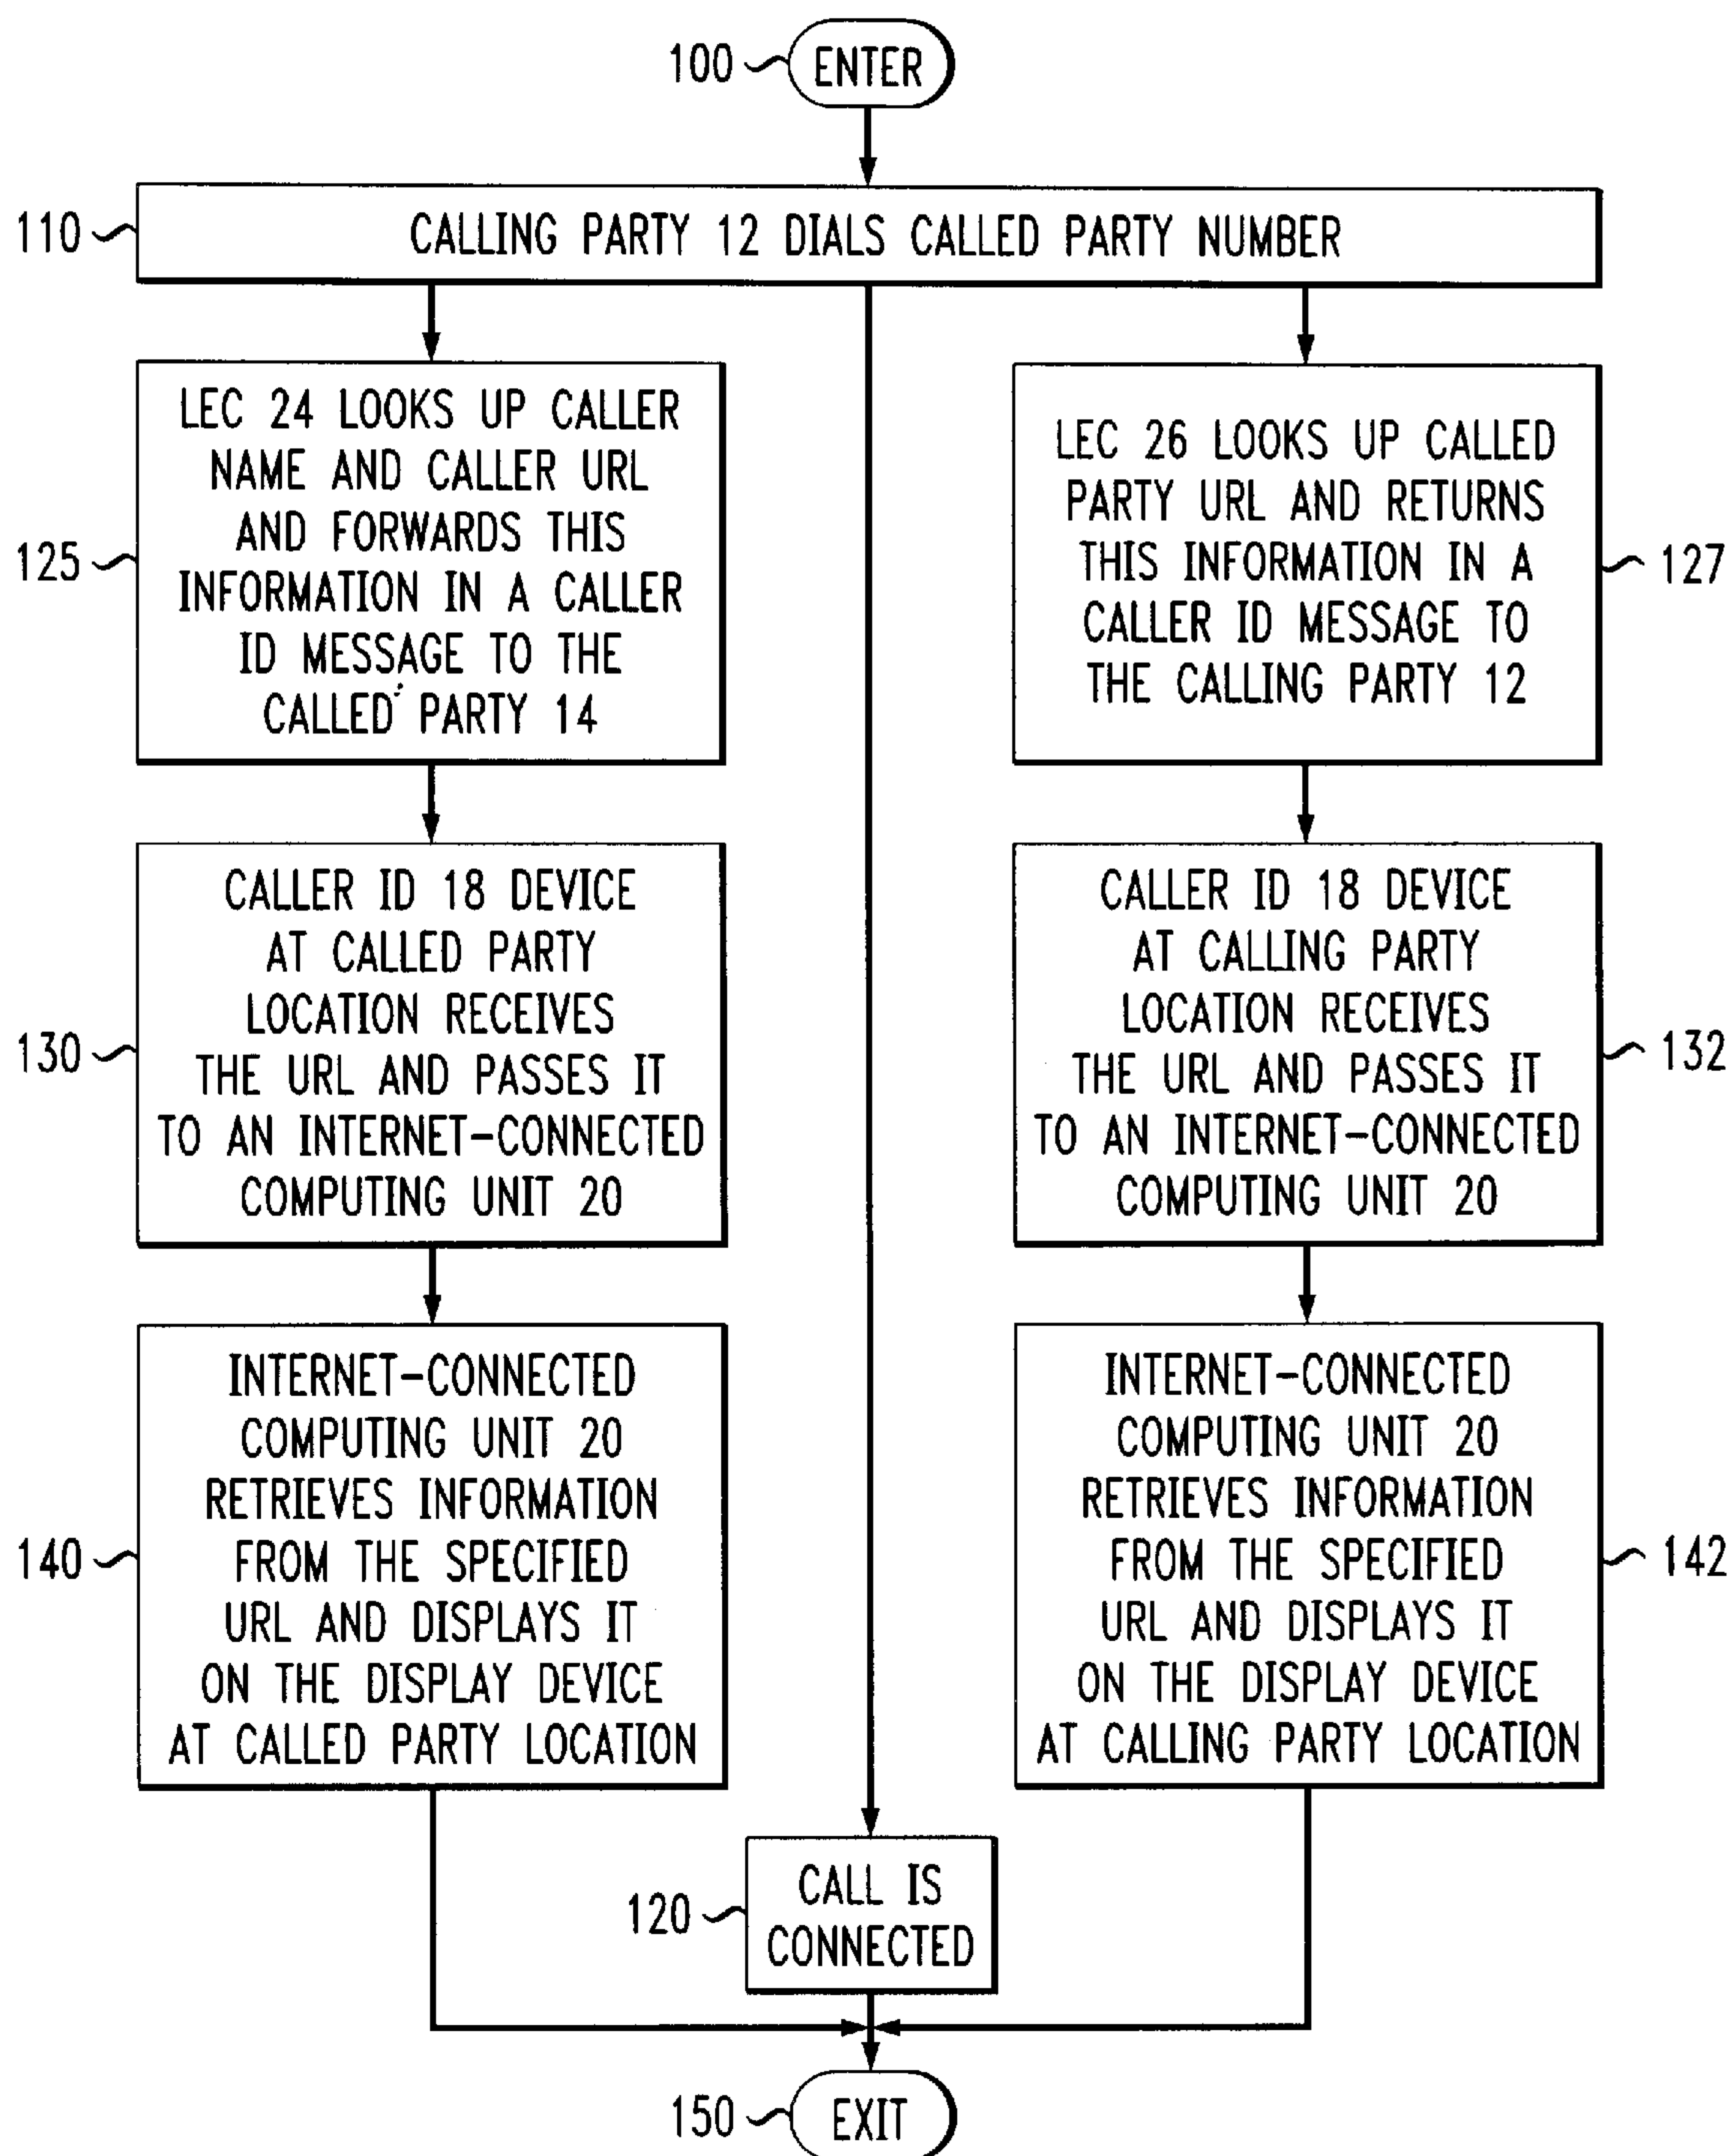 100
ENTER
110
CALLING PARTY 12 DIALS CALLED PARTY NUMBER
125
LEC 24 LOOKS UP CALLER
NAME AND CALLER URL
AND FORWARDS THIS
INFORMATION IN A CALLER
ID MESSAGE TO THE
CALLED PARTY 14
LEC 26 LOOKS UP CALLED
PARTY URL AND RETURNS
THIS INFORMATION IN A
CALLER ID MESSAGE TO
THE CALLING PARTY 12
127
130
CALLER ID 18 DEVICE
AT CALLED PARTY
LOCATION RECEIVES
THE URL AND PASSES IT
TO AN INTERNET-CONNECTED
COMPUTING UNIT 20
CALLER ID 18 DEVICE
AT CALLING PARTY
LOCATION RECEIVES
THE URL AND PASSES IT
TO AN INTERNET-CONNECTED
COMPUTING UNIT 20
132
140
INTERNET-CONNECTED
COMPUTING UNIT 20
RETRIEVES INFORMATION
FROM THE SPECIFIED
URL AND DISPLAYS IT
ON THE DISPLAY DEVICE
AT CALLED PARTY LOCATION
INTERNET-CONNECTED
COMPUTING UNIT 20
RETRIEVES INFORMATION
FROM THE SPECIFIED
URL AND DISPLAYS IT
ON THE DISPLAY DEVICE
AT CALLING PARTY LOCATION
142
120
CALL IS
CONNECTED
150
EXIT